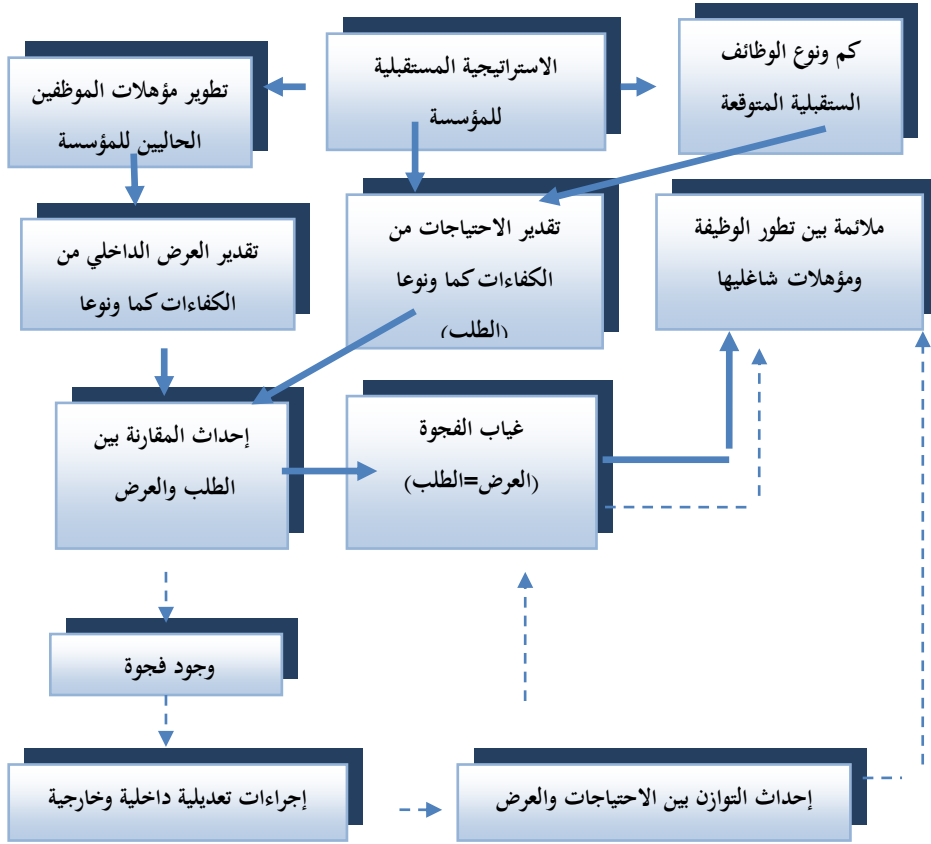 كم ونوع الوظائف
الستقبلية المتوقعة
الاستراتيجية المستقبلية
للمؤسسة
تطوير مؤهلات الموظفين
الحاليين للمؤسسة
ملائمة بين تطور الوظيفة
ومؤهلات شاغليها
تقدير الاحتياجات من
الكفاءات كما ونوعا
(الطلب)
تقدير العرض الداخلي من
الكفاءات كما ونوعا
غياب الفجوة
(العرض=الطلب)
إحداث المقارنة بين
الطلب والعرض
وجود فجوة
إحداث التوازن بين الاحتياجات والعرض
إجراءات تعديلية داخلية وخارجية